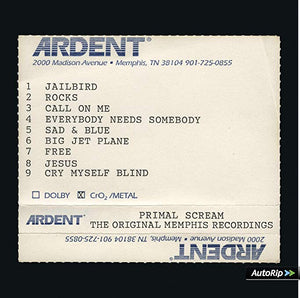 ARDENT
2000 Madison Avenue • Memphis, TN 38104 901-725-0855
1 JAILBIRD
2 ROCKS
3 CALL ON ME
4 EVERYBODY NEEDS SOMEBODY
5 SAD & BLUE
6 BIG JET PLANE
7 FREE
8 JESUS
9 CRY MYSELF BLIND
☐ DOLBY ☒ CrO₂ /METAL
ARDENT PRIMAL SCREAM
THE ORIGINAL MEMPHIS RECORDINGS
2000 Madison Avenue • Memphis,
TN 38104 901-725-0855
ARDENT
AutoRip